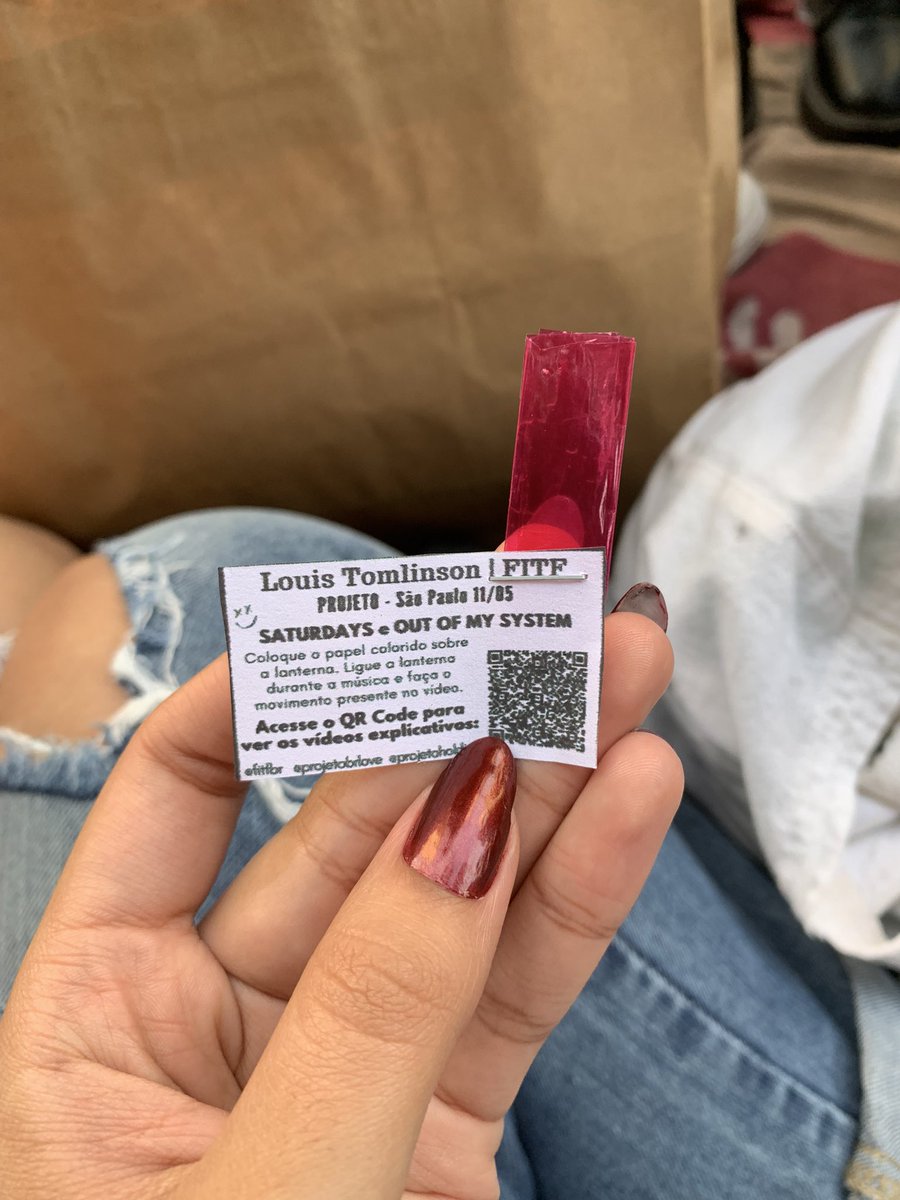 Louis Tomlinson | FITF
PROJETO - São Paulo 11/05
SATURDAYS e OUT OF MY SYSTEM
Coloque o papel colorido sobre
a lanterna. Ligue a lanterna
durante a música e faça o
movimento presente no vídeo.
Acesse o QR Code para
ver os vídeos explicativos:
@fitfbr @projetobrlove